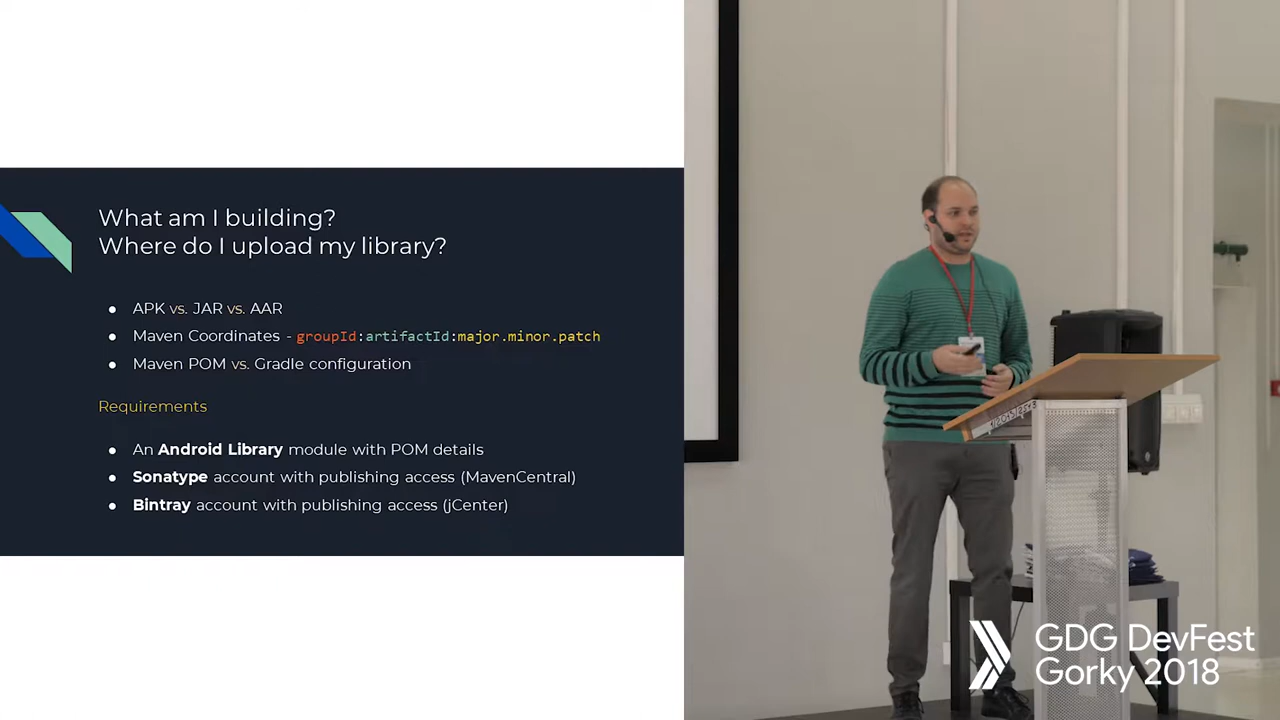 What am I building?
Where do I upload my library?
● APK vs. JAR vs. AAR
● Maven Coordinates - groupId:artifactId:major.minor.patch
● Maven POM vs. Gradle configuration
Requirements
● An Android Library module with POM details
● Sonatype account with publishing access (MavenCentral)
● Bintray account with publishing access (jCenter)
GDG DevFest
Gorky 2018